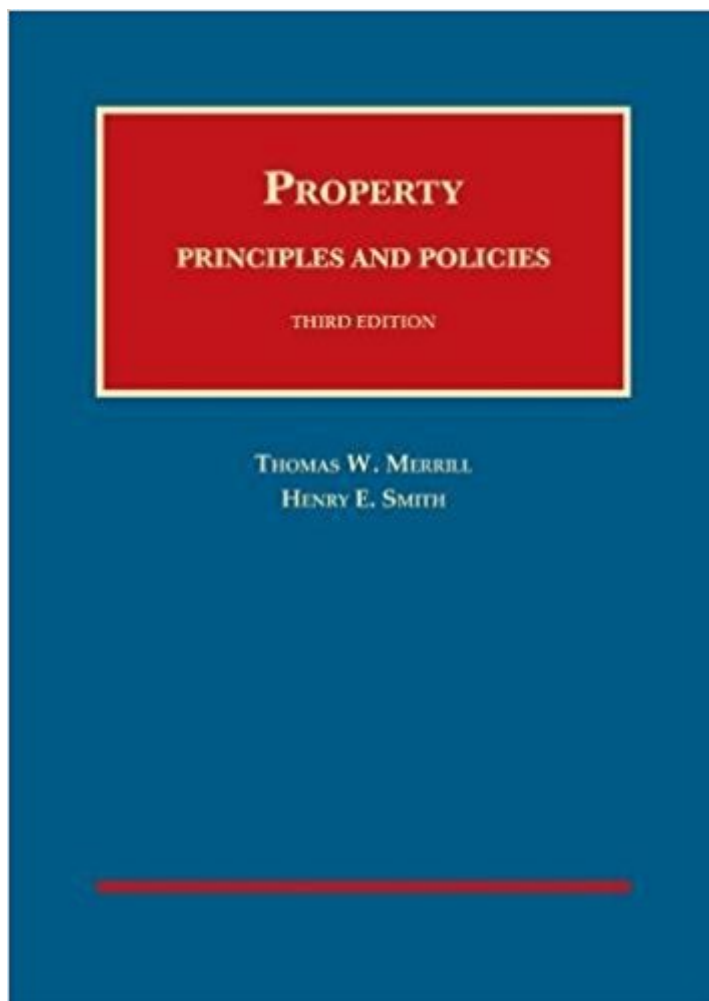 PROPERTY
PRINCIPLES AND POLICIES
THIRD EDITION
THOMAS W. MERRILL
HENRY E. SMITH